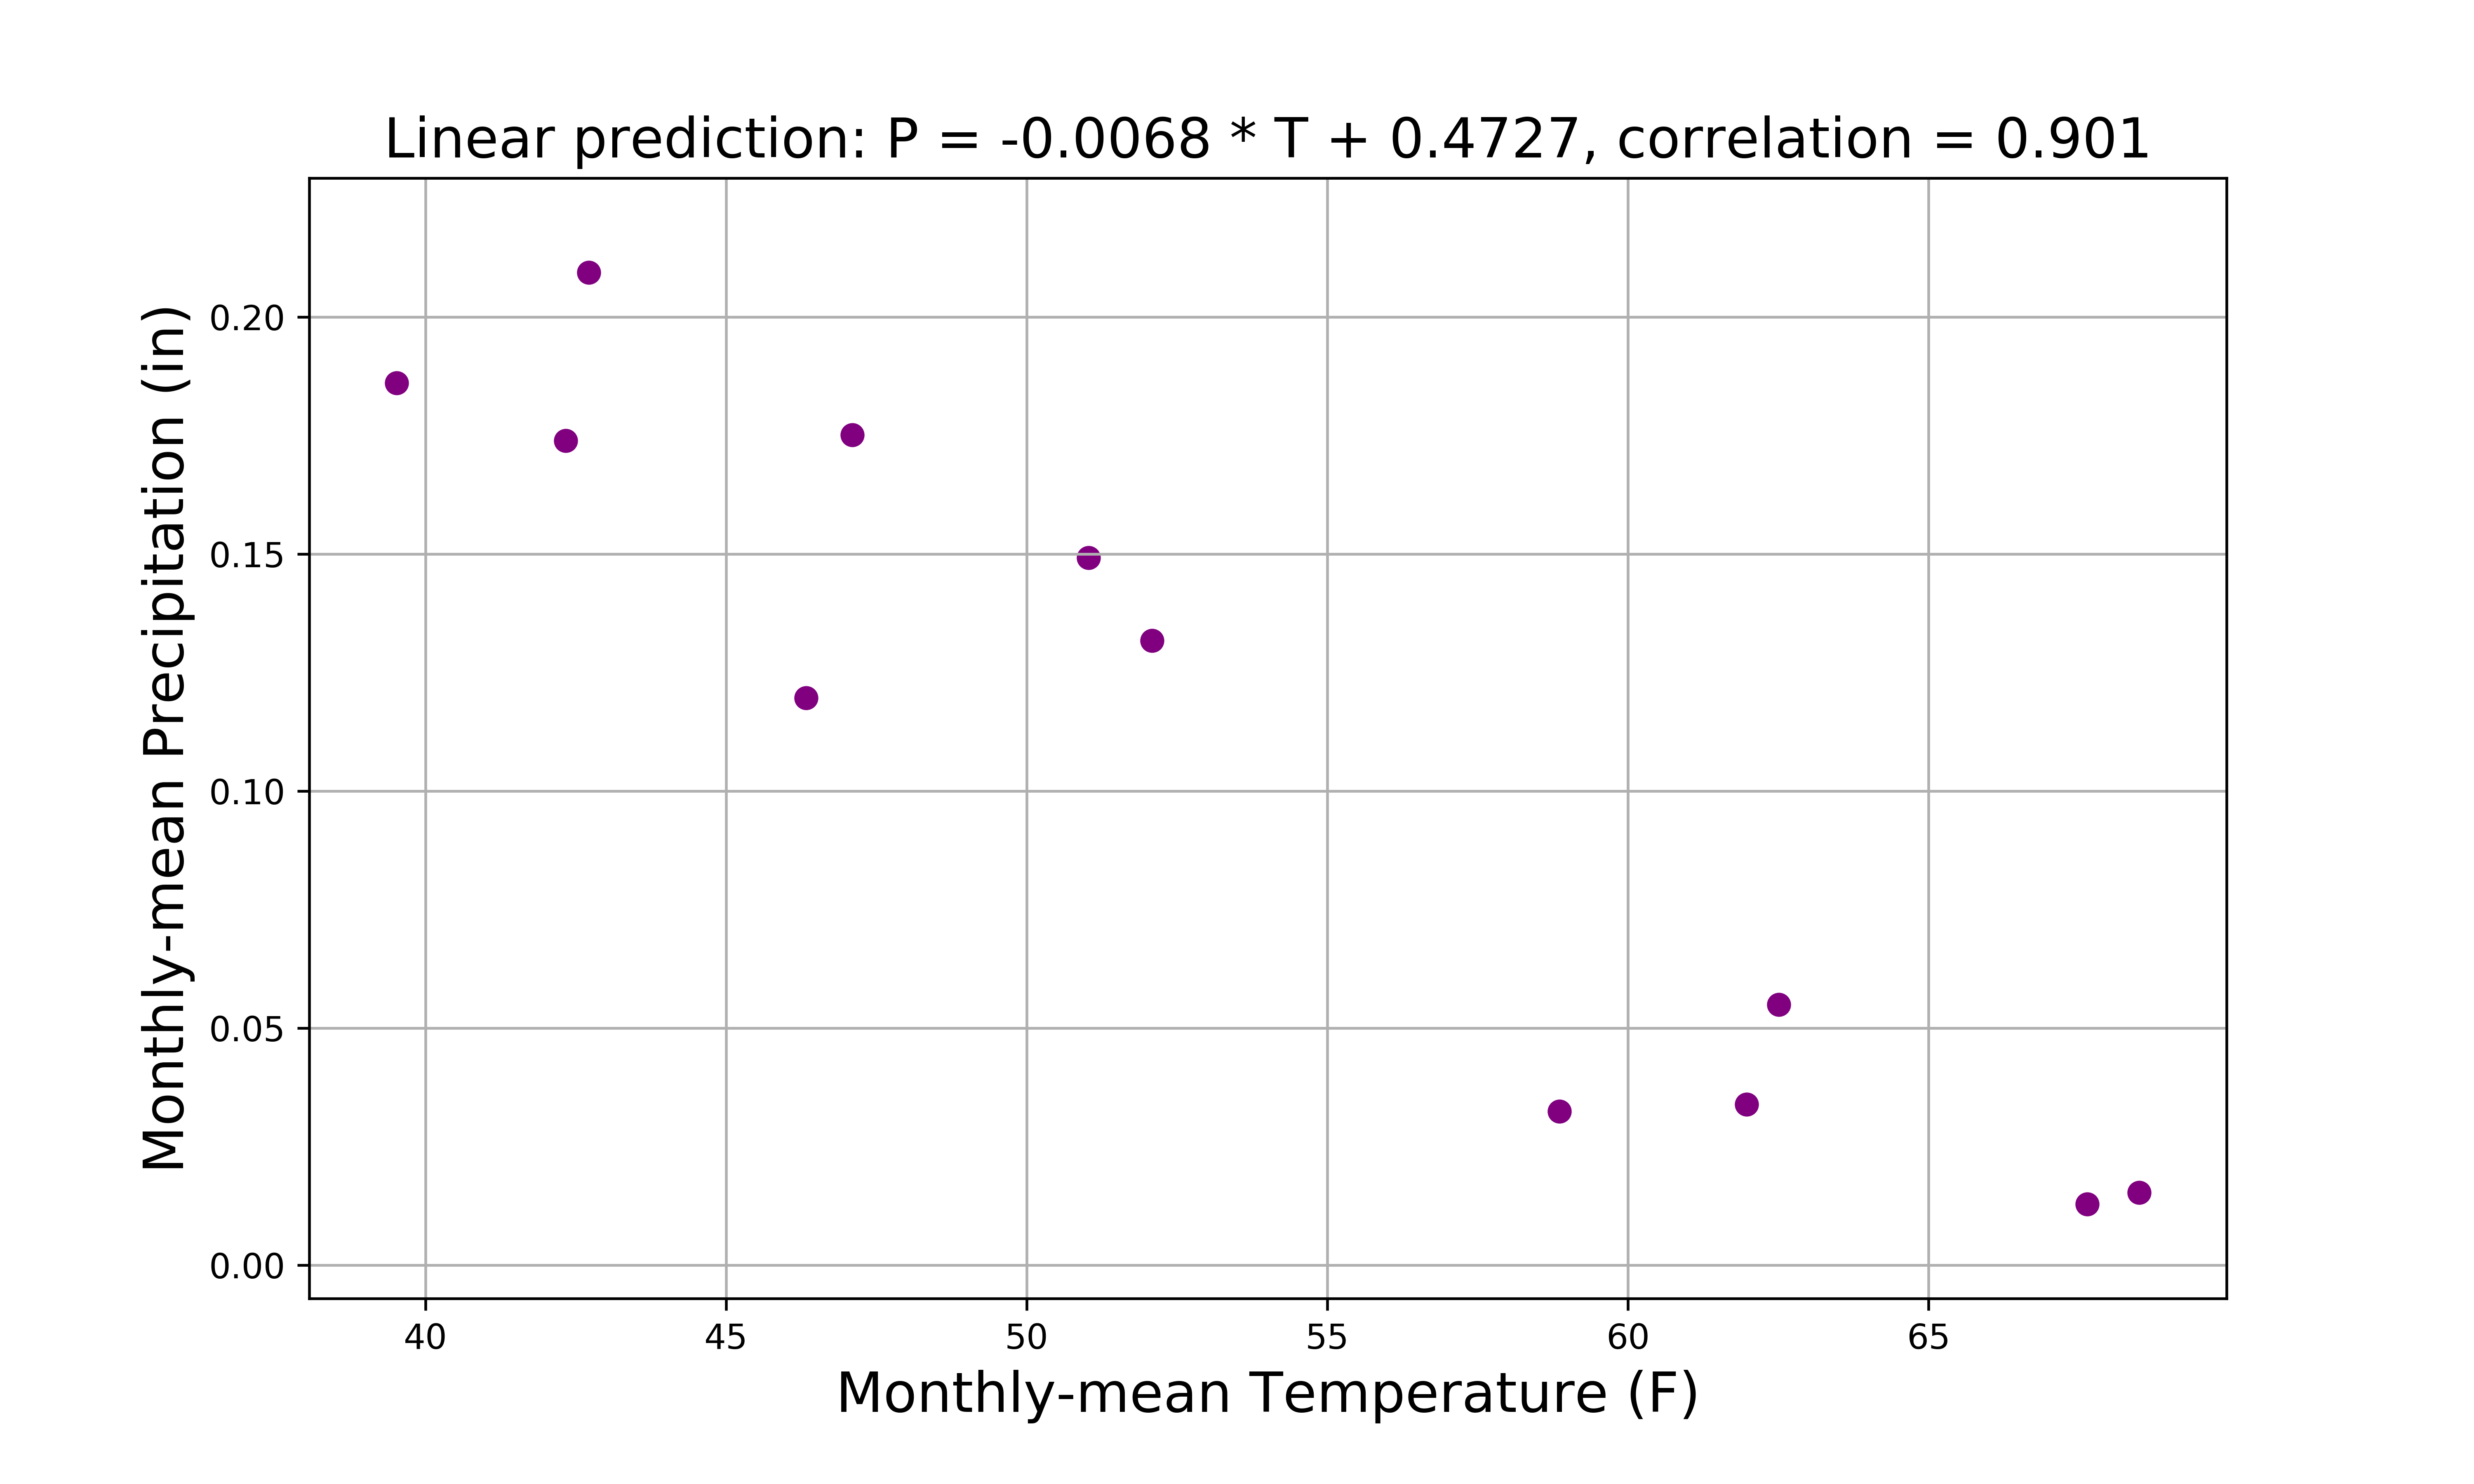 Linear prediction: P = -0.0068 * T + 0.4727, correlation = 0.901
Monthly-mean Precipitation (in)
0.20
0.15
0.10
0.05
0.00
40 45 50 55 60 65
Monthly-mean Temperature (F)